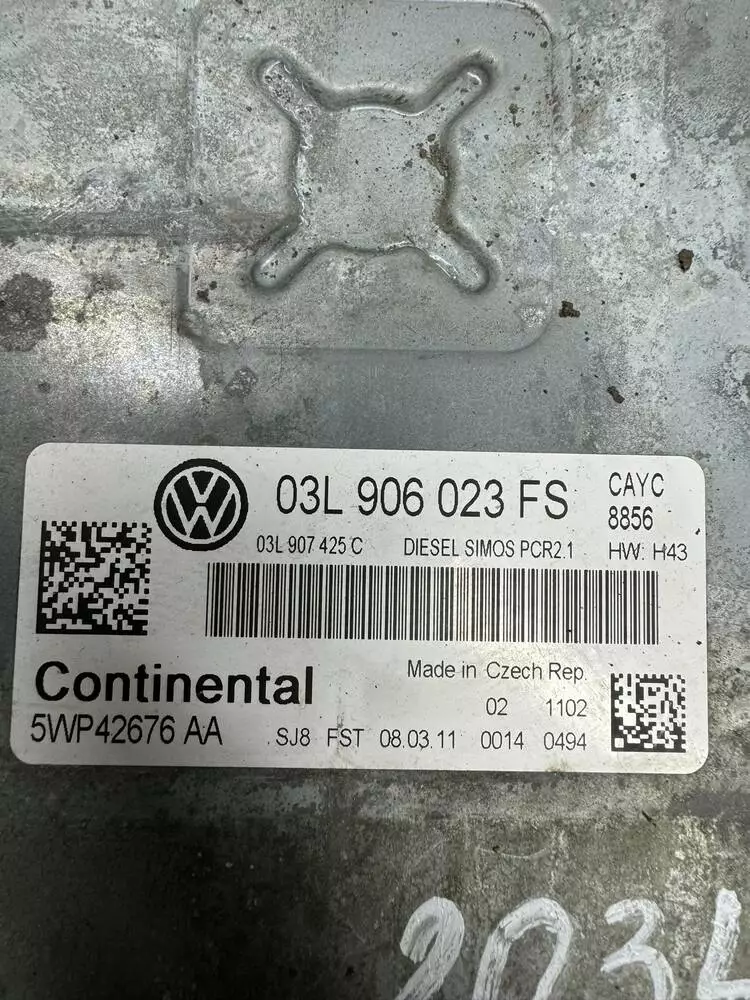 03L 906 023 FS
CAYC
8856
03L 907 425 C DIESEL SIMOS PCR2.1 HW: H43
Continental
Made in Czech Rep.
02 1102
5WP42676 AA
SJ8 FST 08.03.11 0014 0494
203L